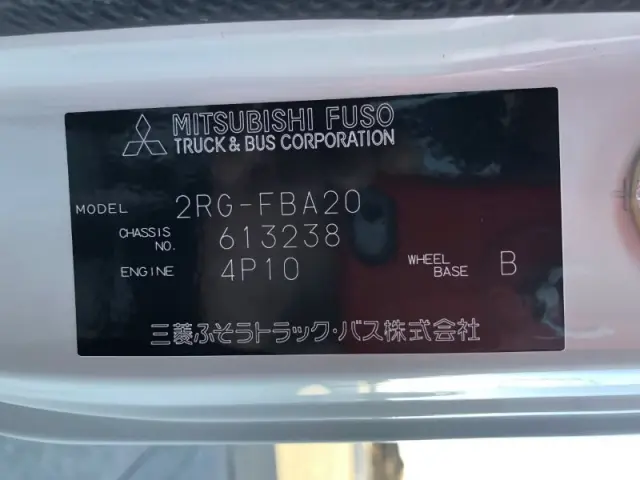 MITSUBISHI FUSO
TRUCK & BUS CORPORATION
MODEL 2RG-FBA20
CHASSIS NO. 613238
ENGINE 4P10 WHEEL BASE B
三菱ふそうトラック・バス株式会社